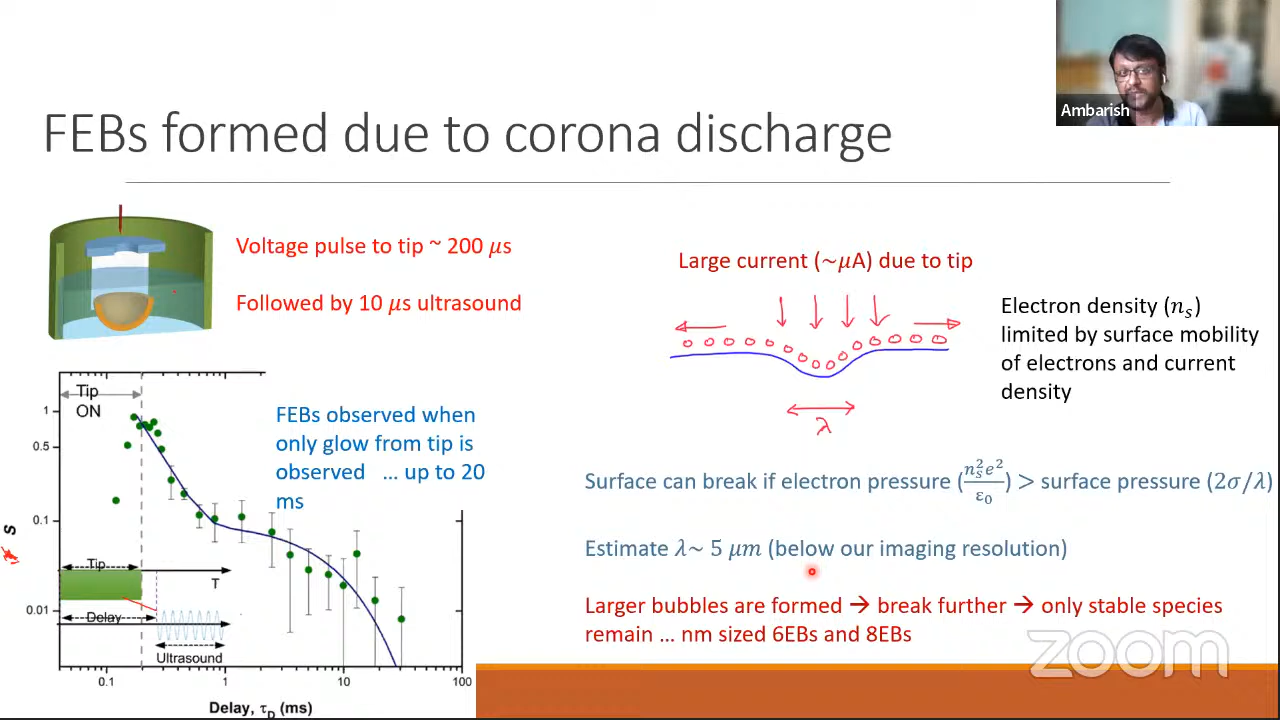 Ambarish
FEBs formed due to corona discharge
Voltage pulse to tip ~ 200 𝜇s
Followed by 10 𝜇s ultrasound
Tip
ON
FEBs observed when
only glow from tip is
observed ... up to 20
ms
1
0.5
0.1
0.01
s
Tip
T
Delay
Ultrasound
0.1 1 10 100
Delay, τ_D (ms)
Large current (~𝜇A) due to tip
λ
Electron density (n_s)
limited by surface mobility
of electrons and current
density
Surface can break if electron pressure (n_s²e²/ε₀) > surface pressure (2σ/λ)
Estimate λ~ 5 𝜇m (below our imaging resolution)
Larger bubbles are formed → break further → only stable species
remain ... nm sized 6EBs and 8EBs
zoom